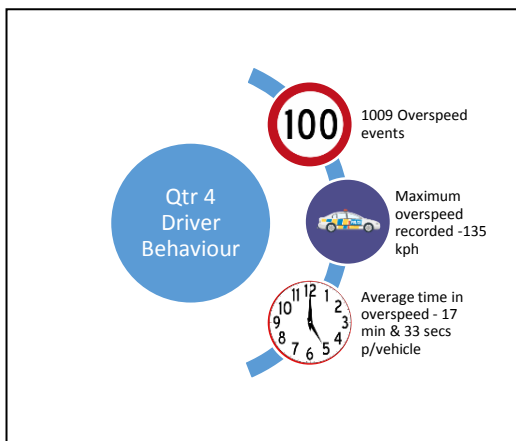 Qtr 4
Driver
Behaviour
100
1009 Overspeed
events
Maximum
overspeed
recorded -135
kph
Average time in
overspeed - 17
min & 33 secs
p/vehicle
12
1
2
3
4
5
6
7
8
9
10
11